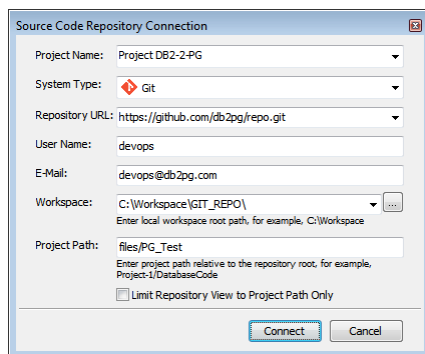 Source Code Repository Connection
Project Name: Project DB2-2-PG
System Type: Git
Repository URL: https://github.com/db2pg/repo.git
User Name: devops
E-Mail: devops@db2pg.com
Workspace: C:\Workspace\GIT_REPO\ ...
Enter local workspace root path, for example, C:\Workspace
Project Path: files/PG_Test
Enter project path relative to the repository root, for example,
Project-1/DatabaseCode
Limit Repository View to Project Path Only
Connect Cancel